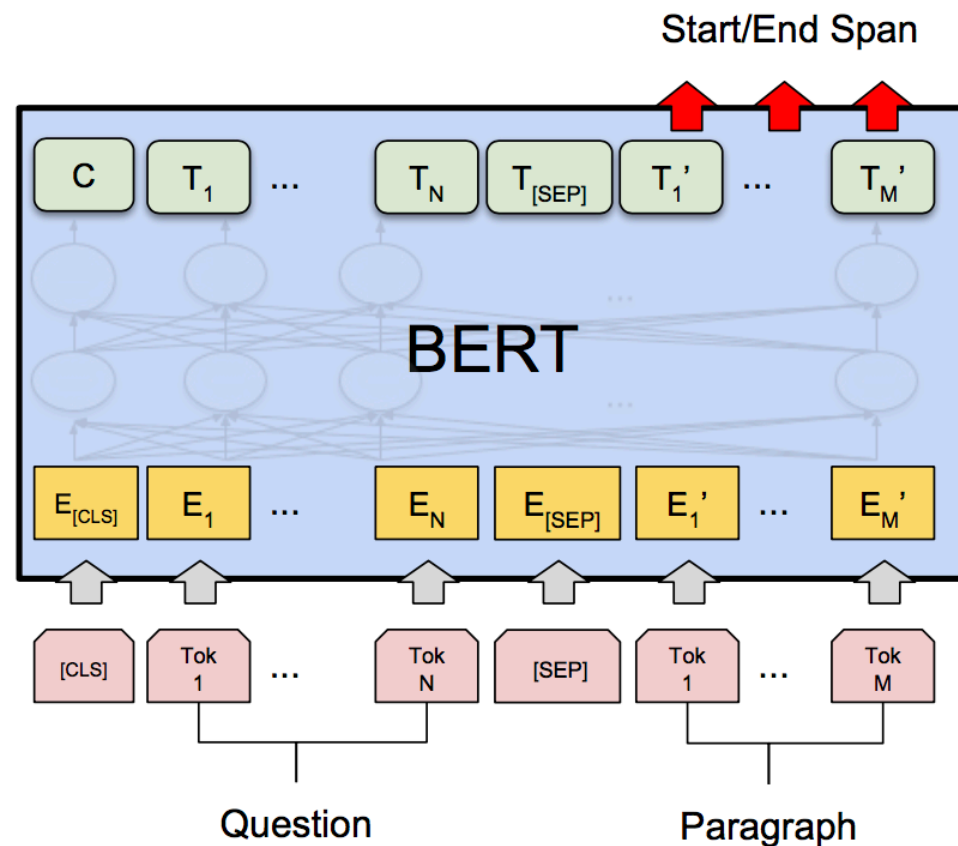 Start/End Span
C T1 ... TN T[SEP] T1’ ... TM’
...
BERT
...
E[CLS] E1 ... EN E[SEP] E1’ ... EM’
[CLS] Tok 1 ... Tok N [SEP] Tok 1 ... Tok M
Question Paragraph